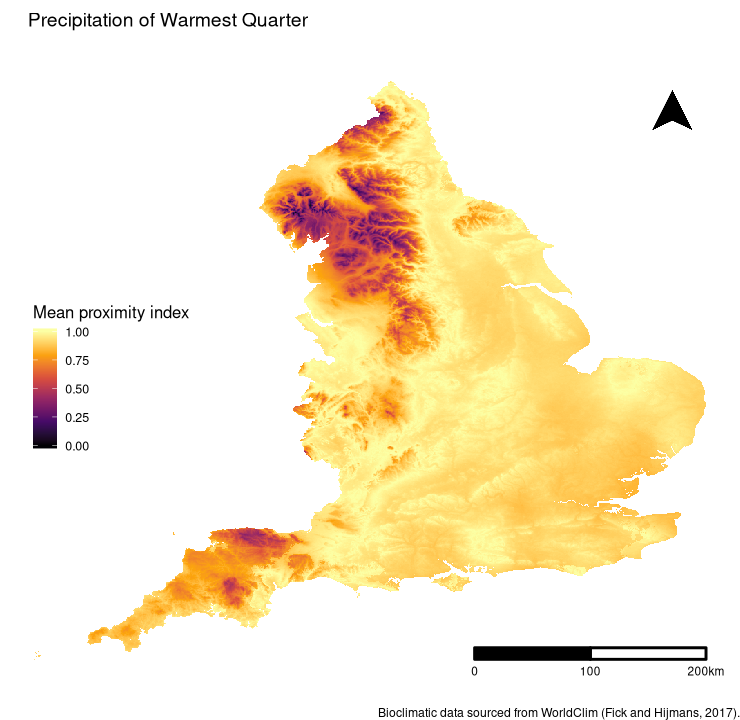 Precipitation of Warmest Quarter
Mean proximity index
1.00
0.75
0.50
0.25
0.00
0 100 200km
Bioclimatic data sourced from WorldClim (Fick and Hijmans, 2017).